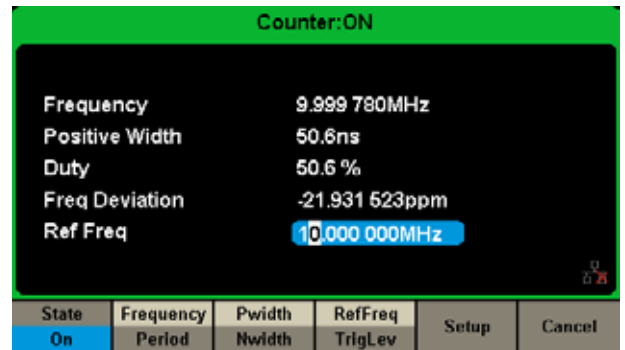 Counter:ON
Frequency 9.999 780MHz
Positive Width 50.6ns
Duty 50.6 %
Freq Deviation -21.931 523ppm
Ref Freq 10.000 000MHz
State Frequency Pwidth RefFreq Setup Cancel
On Period Nwidth TrigLev